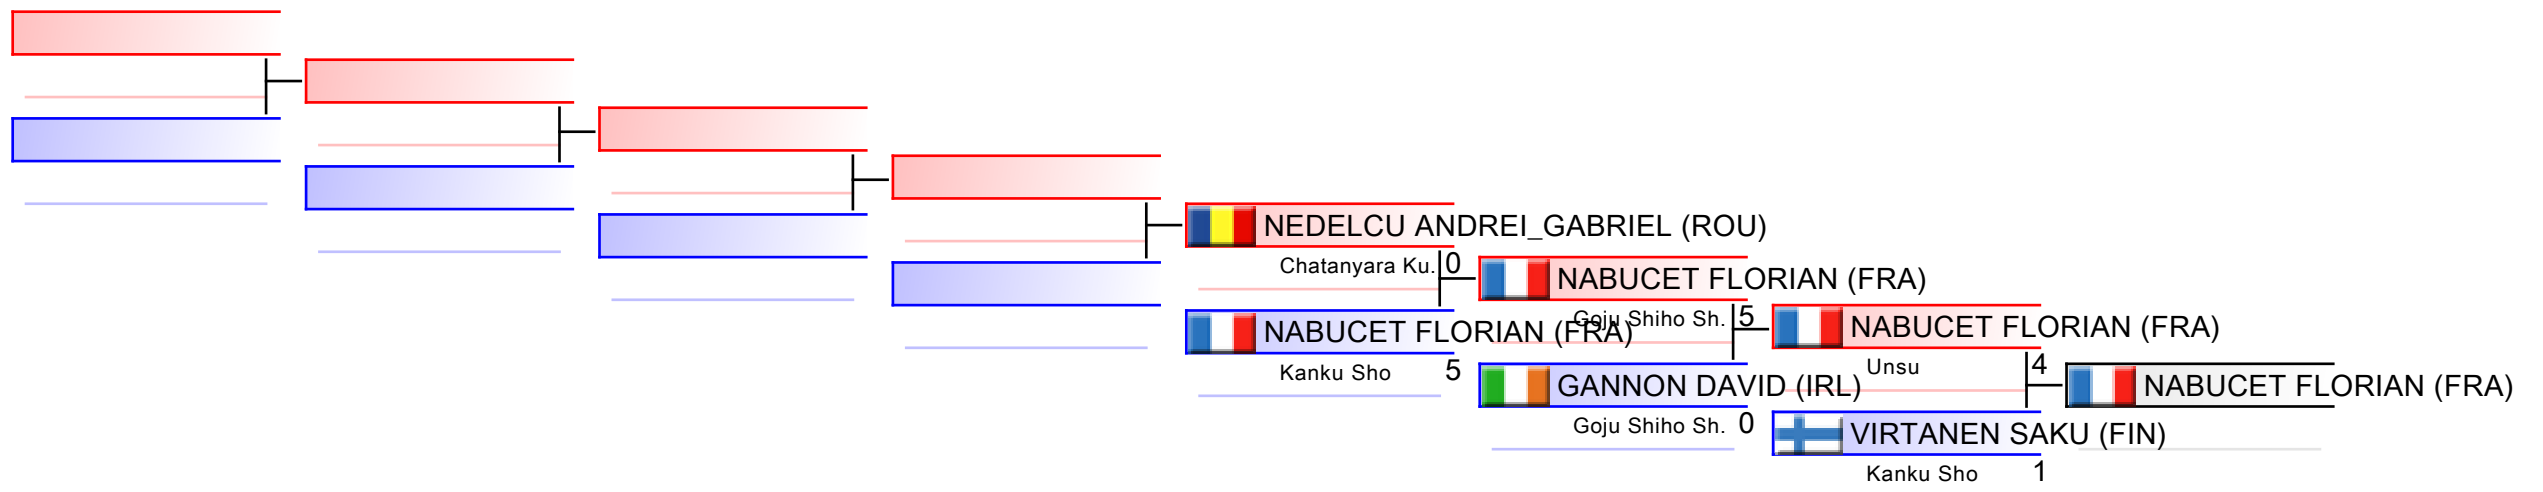 NEDELCU ANDREI_GABRIEL (ROU)
Chatanyara Ku. 0
NABUCET FLORIAN (FRA)
Kanku Sho 5
NABUCET FLORIAN (FRA)
Goju Shiho Sh. 5
GANNON DAVID (IRL)
Goju Shiho Sh. 0
NABUCET FLORIAN (FRA)
Unsu 4
VIRTANEN SAKU (FIN)
Kanku Sho 1
NABUCET FLORIAN (FRA)